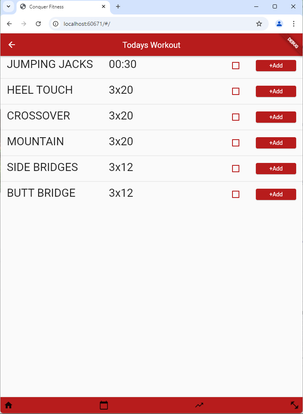 Conquer Fitness
localhost:60671/#/
Todays Workout
DEBUG
JUMPING JACKS 00:30 +Add
HEEL TOUCH 3x20 +Add
CROSSOVER 3x20 +Add
MOUNTAIN 3x20 +Add
SIDE BRIDGES 3x12 +Add
BUTT BRIDGE 3x12 +Add